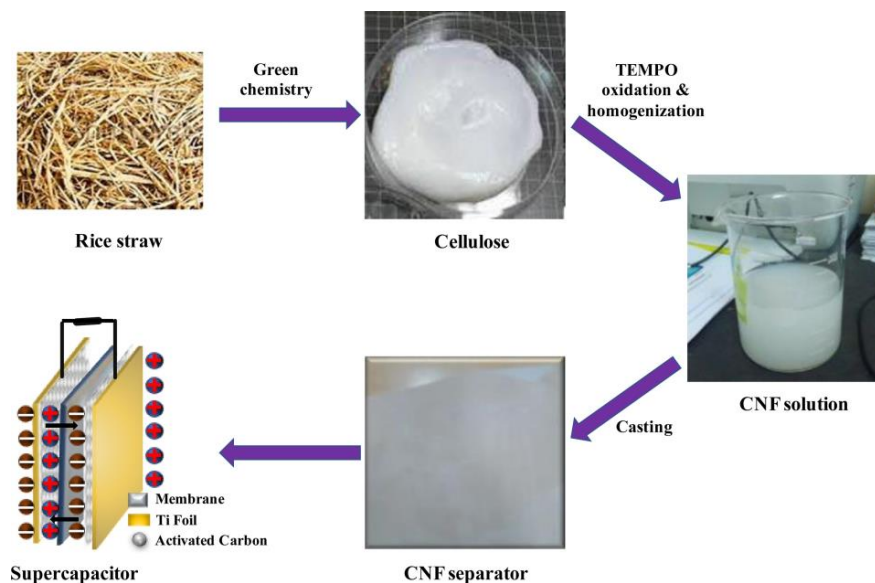 Green
chemistry
TEMPO
oxidation &
homogenization
Rice straw
Cellulose
CNF solution
Casting
CNF separator
Membrane
Ti Foil
Activated Carbon
Supercapacitor